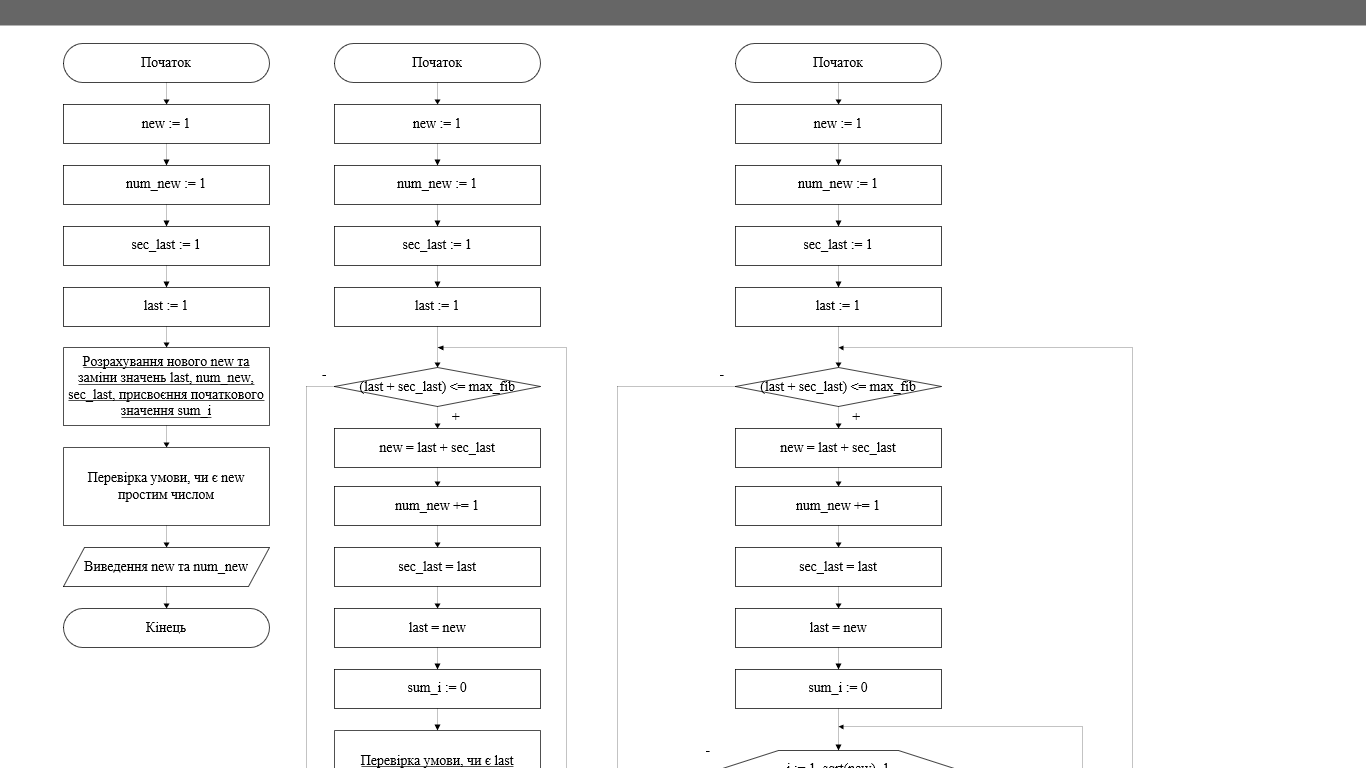 Початок
new := 1
num_new := 1
sec_last := 1
last := 1
Розрахування нового new та
заміни значень last, num_new,
sec_last, присвоєння початкового
значення sum_i
Перевірка умови, чи є new
простим числом
Виведення new та num_new
Кінець
Початок
new := 1
num_new := 1
sec_last := 1
last := 1
-
(last + sec_last) <= max_fib
+
new = last + sec_last
num_new += 1
sec_last = last
last = new
sum_i := 0
Перевірка умови, чи є last
Початок
new := 1
num_new := 1
sec_last := 1
last := 1
-
(last + sec_last) <= max_fib
+
new = last + sec_last
num_new += 1
sec_last = last
last = new
sum_i := 0
-